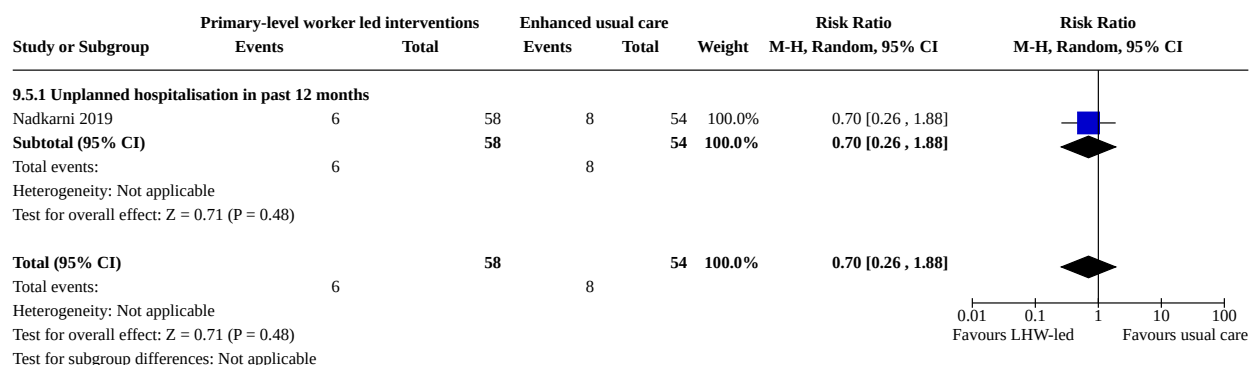 Primary-level worker led interventions Enhanced usual care Risk Ratio Risk Ratio
Study or Subgroup Events Total Events Total Weight M-H, Random, 95% CI M-H, Random, 95% CI
9.5.1 Unplanned hospitalisation in past 12 months
Nadkarni 2019 6 58 8 54 100.0% 0.70 [0.26 , 1.88]
Subtotal (95% CI) 58 54 100.0% 0.70 [0.26 , 1.88]
Total events: 6 8
Heterogeneity: Not applicable
Test for overall effect: Z = 0.71 (P = 0.48)
Total (95% CI) 58 54 100.0% 0.70 [0.26 , 1.88]
Total events: 6 8
Heterogeneity: Not applicable
Test for overall effect: Z = 0.71 (P = 0.48)
Test for subgroup differences: Not applicable
0.01 0.1 1 10 100
Favours LHW-led Favours usual care